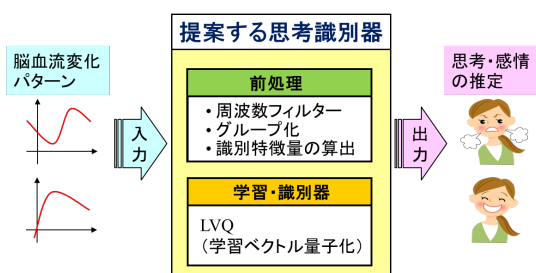 脳血流変化
パターン
入
力
提案する思考識別器
前処理
・周波数フィルター
・グループ化
・識別特徴量の算出
学習・識別器
LVQ
（学習ベクトル量子化）
出
力
思考・感情
の推定